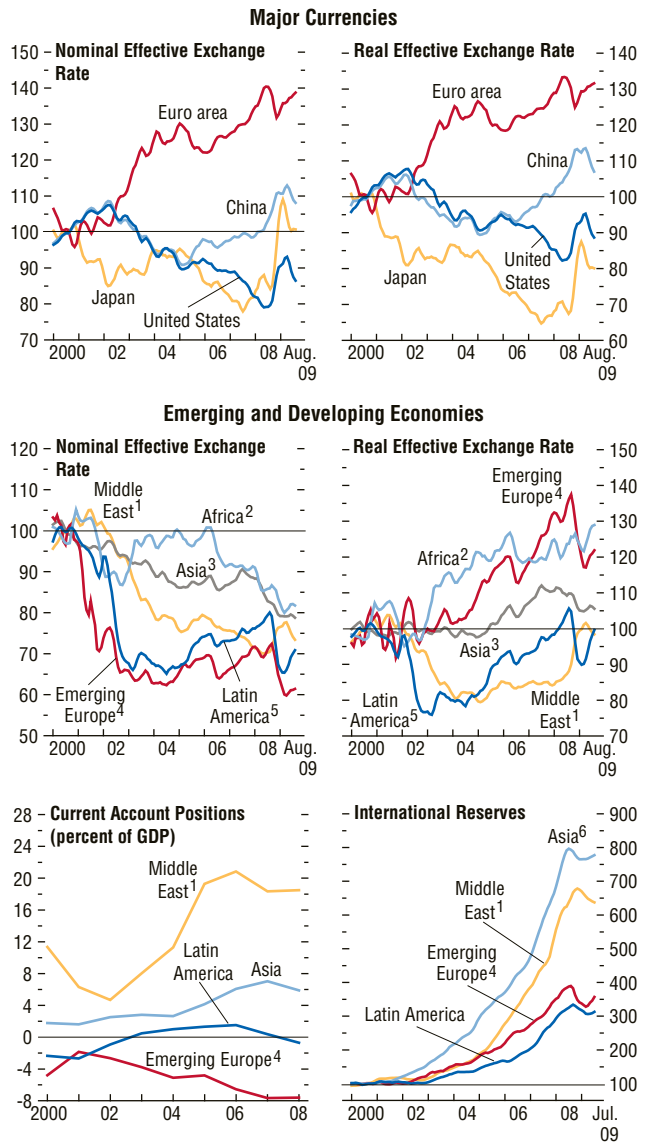 Major Currencies
Nominal Effective Exchange
Rate
150
140
130
120
110
100
90
80
70
Euro area
China
Japan
United States
2000 02 04 06 08 Aug.
09
Real Effective Exchange Rate
140
130
120
110
100
90
80
70
60
Euro area
China
Japan
United
States
2000 02 04 06 08 Aug.
09
Emerging and Developing Economies
Nominal Effective Exchange
Rate
120
110
100
90
80
70
60
50
Middle
East1
Africa2
Asia3
Emerging
Europe4
Latin
America5
2000 02 04 06 08 Aug.
09
Real Effective Exchange Rate
150
140
130
120
110
100
90
80
70
Emerging
Europe4
Africa2
Asia3
Latin
America5
Middle
East1
2000 02 04 06 08 Aug.
09
Current Account Positions
(percent of GDP)
28
24
20
16
12
8
4
0
-4
-8
Middle
East1
Latin
America
Asia
Emerging Europe4
2000 02 04 06 08
International Reserves
900
800
700
600
500
400
300
200
100
Asia6
Middle
East1
Emerging
Europe4
Latin America
2000 02 04 06 08 Jul.
09